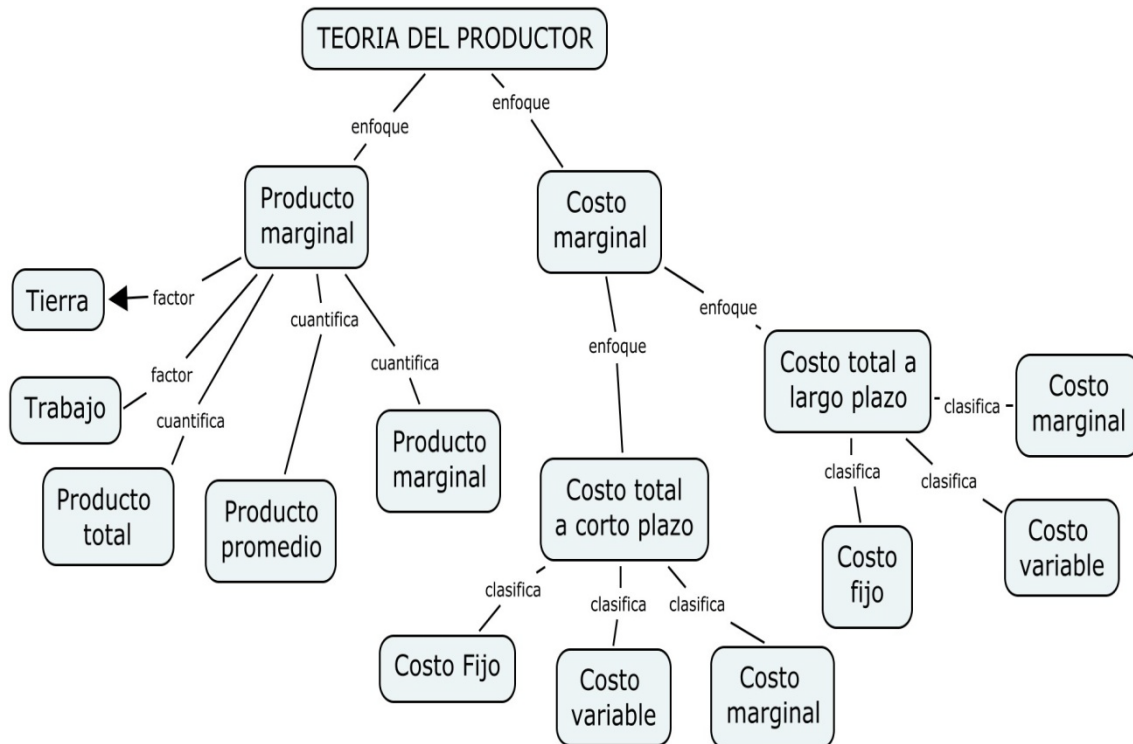 TEORIA DEL PRODUCTOR
enfoque
enfoque
Producto
marginal
Costo
marginal
Tierra
factor
cuantifica
enfoque
factor
cuantifica
enfoque
Trabajo
cuantifica
Producto
marginal
Costo total a
largo plazo
clasifica
Costo
marginal
Producto
total
Producto
promedio
Costo total
a corto plazo
clasifica
clasifica
Costo
fijo
Costo
variable
clasifica
clasifica
clasifica
Costo Fijo
Costo
variable
Costo
marginal